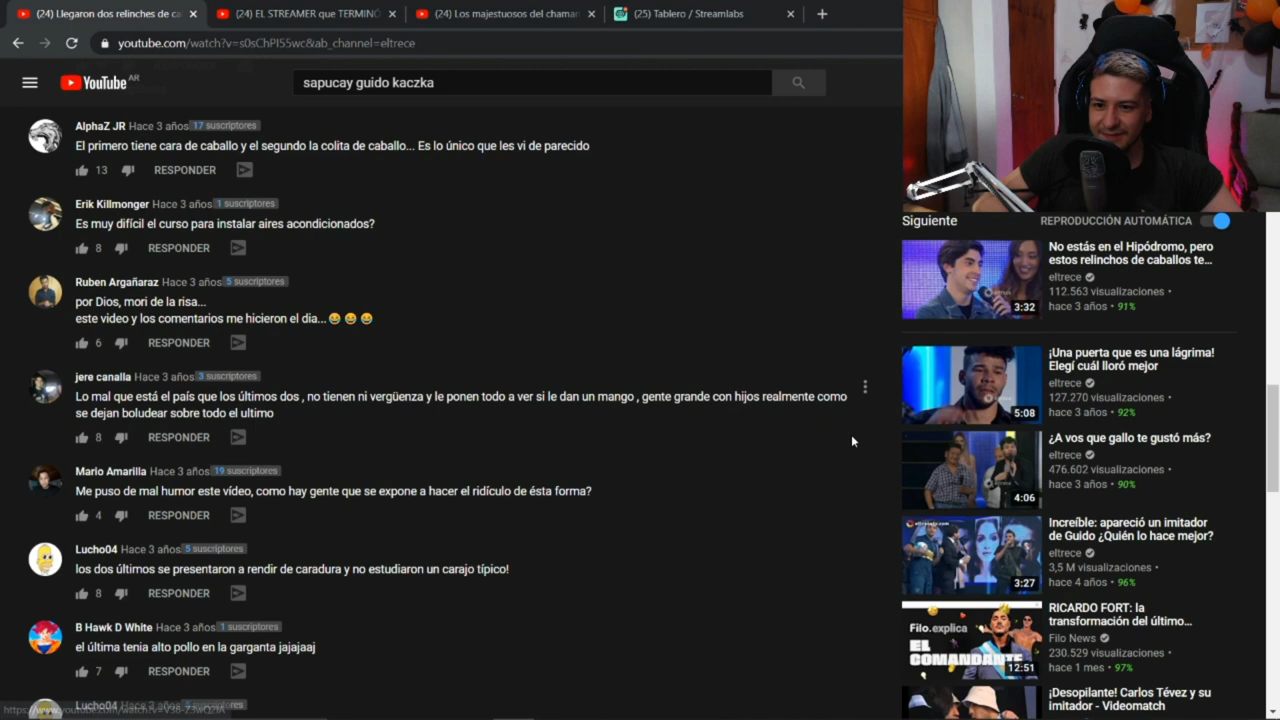 (24) Llegaron dos relinches de ca
(24) EL STREAMER que TERMINÓ
(24) Los majestuosos del chamam
(25) Tablero / Streamlabs
youtube.com/watch?v=s0sChPI55wc&ab_channel=eltrece
YouTube AR
sapucay guido kaczka
AlphaZ JR Hace 3 años 17 suscriptores
El primero tiene cara de caballo y el segundo la colita de caballo... Es lo único que les vi de parecido
13 RESPONDER
Erik Killmonger Hace 3 años 1 suscriptores
Es muy difícil el curso para instalar aires acondicionados?
8 RESPONDER
Ruben Argañaraz Hace 3 años 5 suscriptores
por Dios, mori de la risa...
este video y los comentarios me hicieron el dia...😂😂😂
6 RESPONDER
jere canalla Hace 3 años 3 suscriptores
Lo mal que está el país que los últimos dos , no tienen ni vergüenza y le ponen todo a ver si le dan un mango , gente grande con hijos realmente como
se dejan boludear sobre todo el ultimo
8 RESPONDER
Mario Amarilla Hace 3 años 19 suscriptores
Me puso de mal humor este vídeo, como hay gente que se expone a hacer el ridículo de ésta forma?
4 RESPONDER
Lucho04 Hace 3 años 5 suscriptores
los dos últimos se presentaron a rendir de caradura y no estudiaron un carajo típico!
8 RESPONDER
B Hawk D White Hace 3 años 1 suscriptores
el última tenia alto pollo en la garganta jajajaaj
7 RESPONDER
Lucho04 Hace 3 años suscriptores
Siguiente REPRODUCCIÓN AUTOMÁTICA
No estás en el Hipódromo, pero
estos relinchos de caballos te...
eltrece
112.563 visualizaciones •
hace 3 años • 91%
3:32
¡Una puerta que es una lágrima!
Elegí cuál lloró mejor
eltrece
127.270 visualizaciones •
hace 3 años • 92%
5:08
¿A vos que gallo te gustó más?
eltrece
476.602 visualizaciones •
hace 3 años • 90%
4:06
Increíble: apareció un imitador
de Guido ¿Quién lo hace mejor?
eltrece
3,5 M visualizaciones •
hace 4 años • 96%
3:27
RICARDO FORT: la
transformación del último...
Filo News
230.529 visualizaciones •
hace 1 mes • 97%
Filo.explica
EL
COMANDANTE
12:51
¡Desopilante! Carlos Tévez y su
imitador - Videomatch